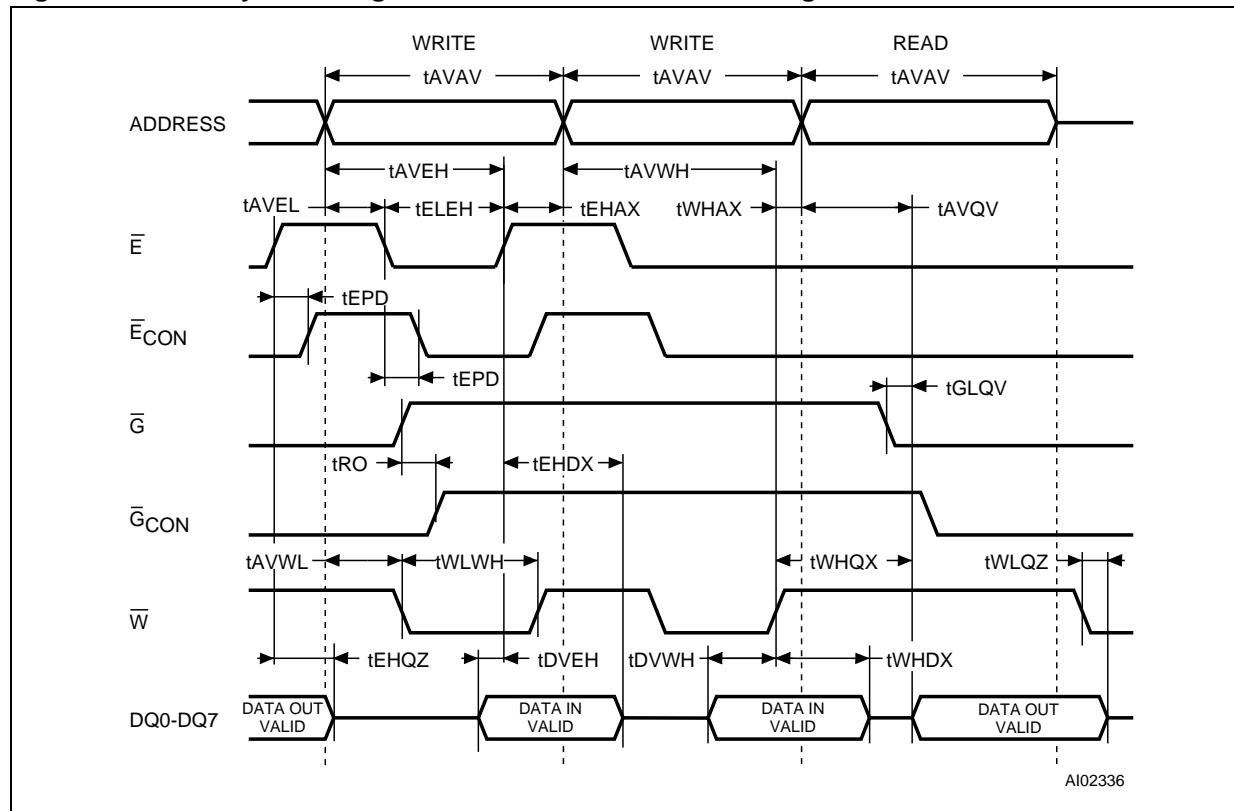 WRITE WRITE READ
tAVAV tAVAV tAVAV
ADDRESS
tAVEH tAVWH
tAVEL tELEH tEHAX tWHAX tAVQV
E
tEPD
ECON
tEPD
tGLQV
G
tRO tEHDX
GCON
tAVWL tWLWH tWHQX tWLQZ
W
tEHQZ tDVEH tDVWH tWHDX
DQ0-DQ7
DATA OUT
VALID
DATA IN
VALID
DATA IN
VALID
DATA OUT
VALID
AI02336